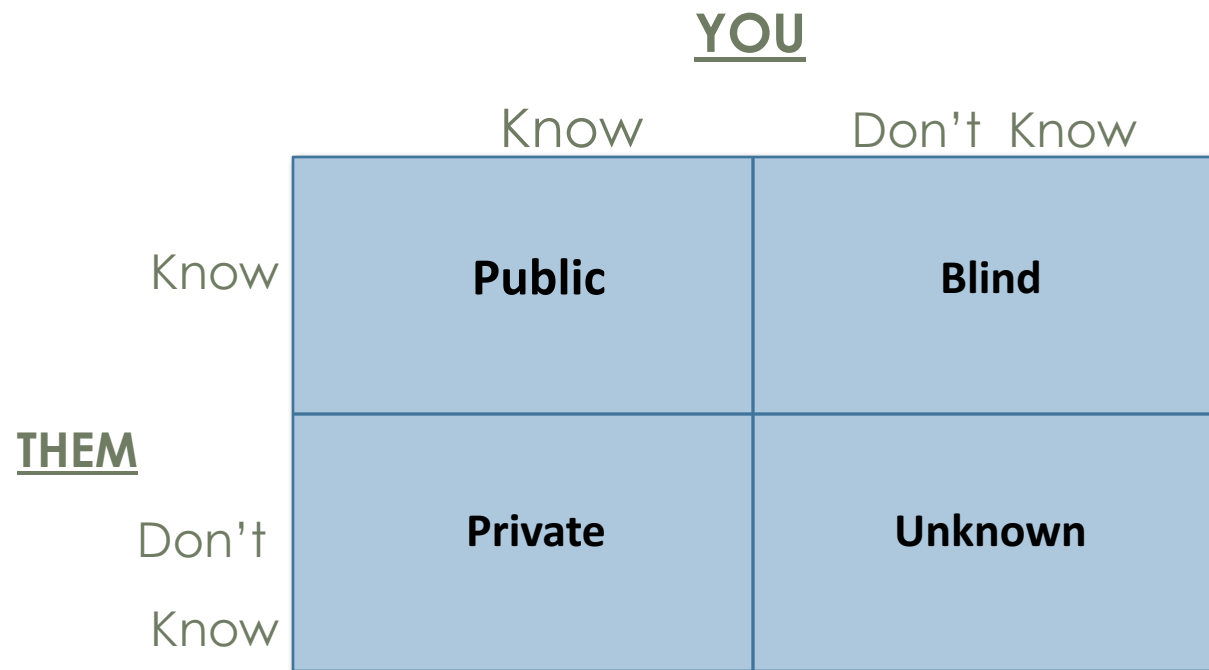 YOU
Know Don’t Know
Know Public Blind
THEM
Don’t Private Unknown
Know